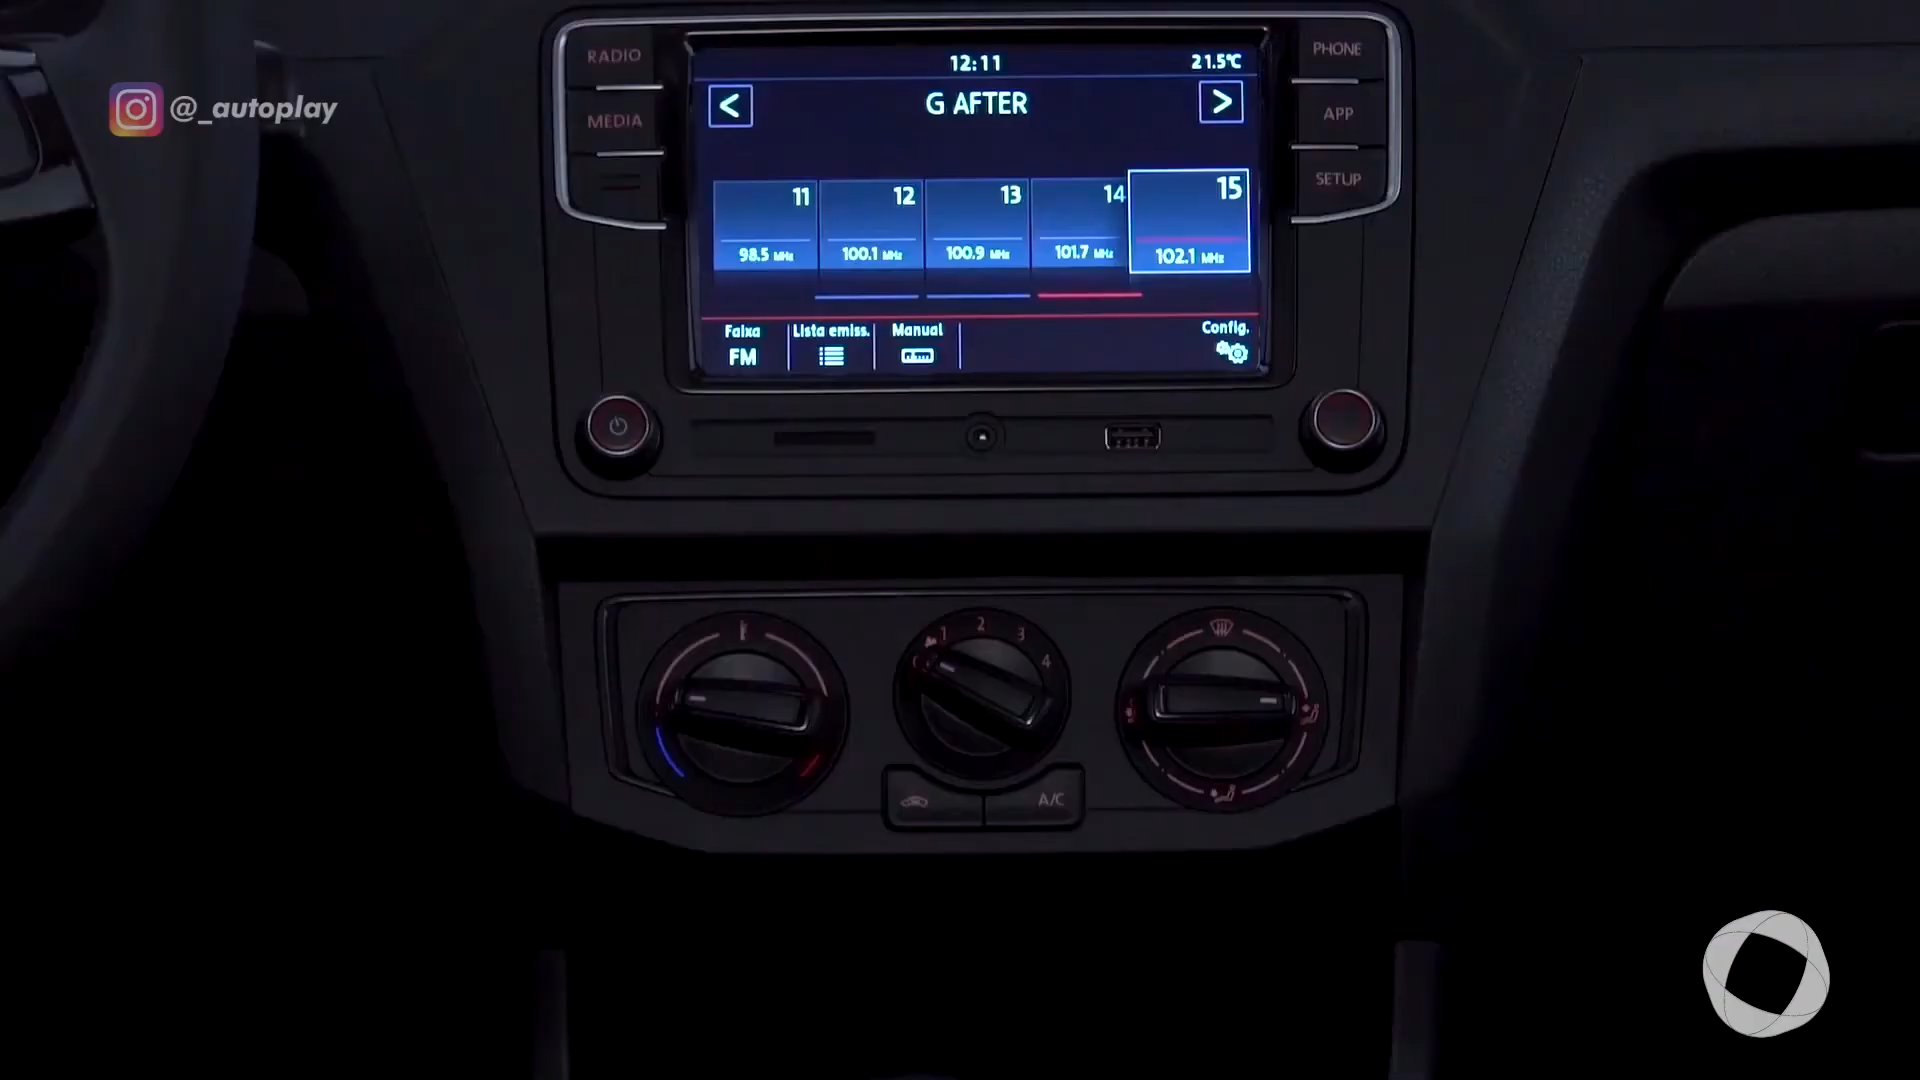 @_autoplay
RADIO
MEDIA
12:11
21.5°C
< G AFTER >
11 12 13 14 15
98.5 MHz 100.1 MHz 100.9 MHz 101.7 MHz 102.1 MHz
Faixa Lista emiss. Manual Config.
FM
PHONE
APP
SETUP
1 2 3 4
A/C